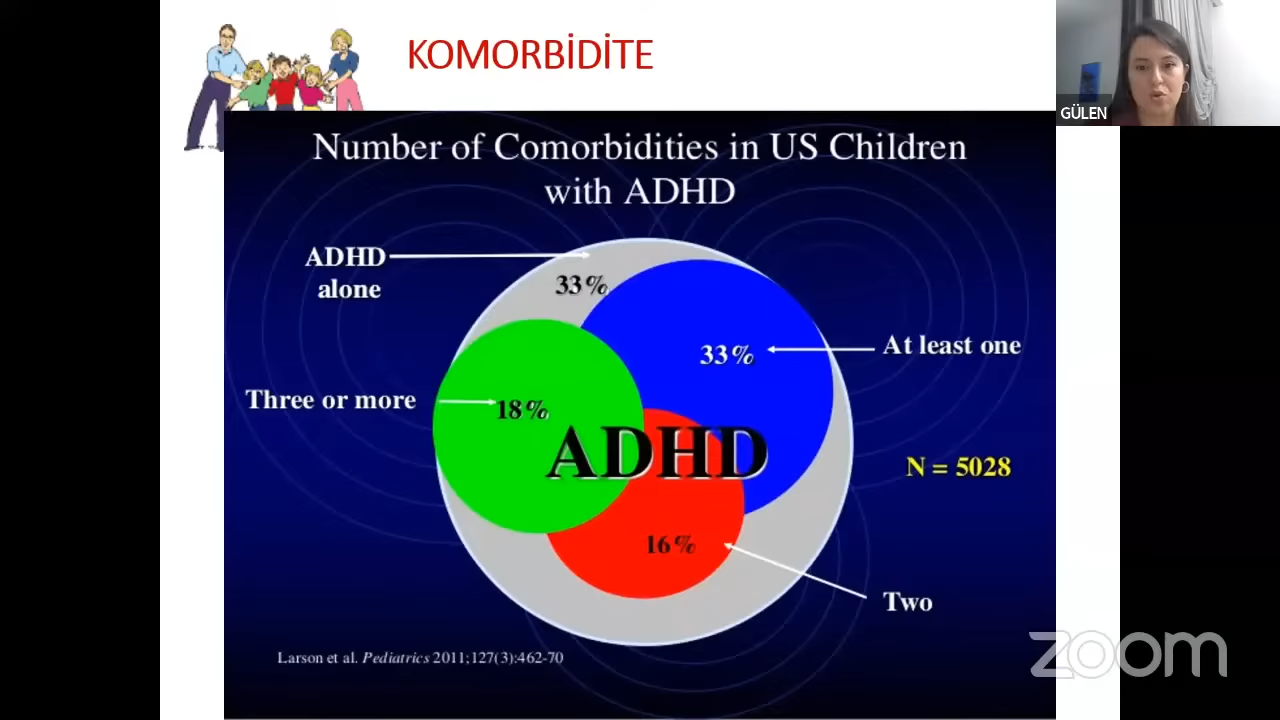 KOMORBİDİTE
GÜLEN
Number of Comorbidities in US Children
with ADHD
ADHD
alone
33%
33%
At least one
Three or more
18%
ADHD
N = 5028
16%
Two
Larson et al. Pediatrics 2011;127(3):462-70
zoom